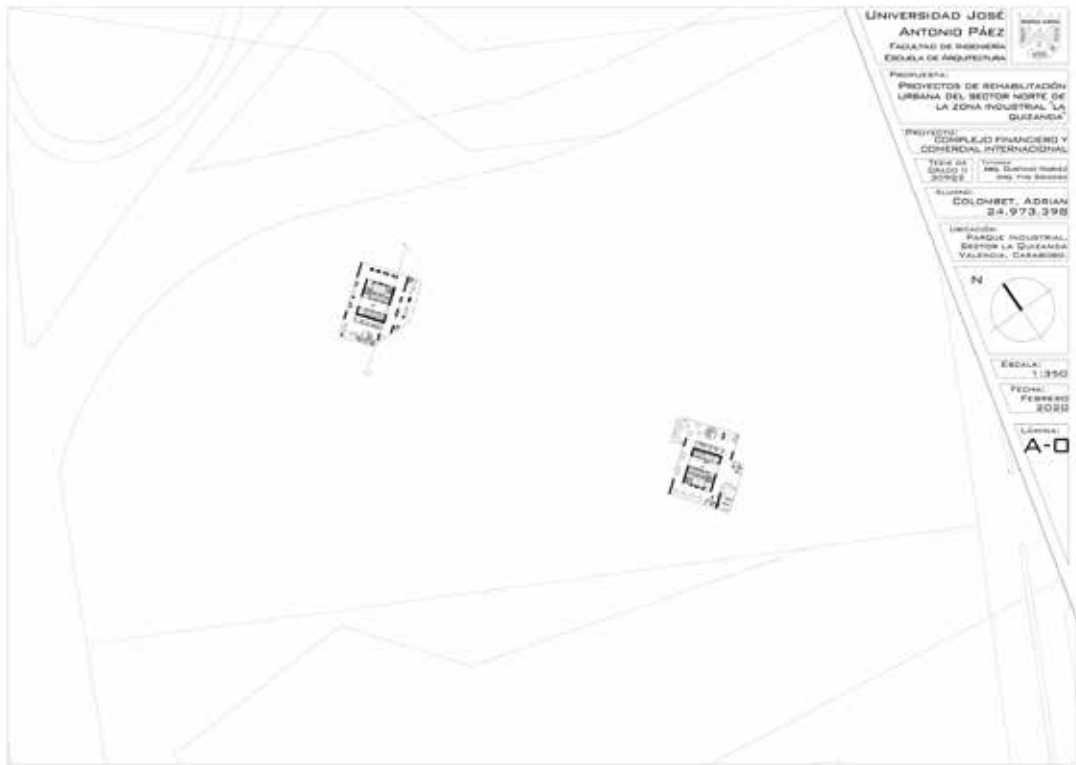 UNIVERSIDAD JOSÉ
ANTONIO PÁEZ
FACULTAD DE INGENIERÍA
ESCUELA DE ARQUITECTURA
PROPUESTA:
PROYECTOS DE REHABILITACIÓN
URBANA DEL SECTOR NORTE DE
LA ZONA INDUSTRIAL "LA
QUIZANDA"
PROYECTO:
COMPLEJO FINANCIERO Y
COMERCIAL INTERNACIONAL
TESIS DE
GRADO II
ALUMNO:
COLOMBET, ADRIAN
24.973.398
UBICACIÓN:
PARQUE INDUSTRIAL,
SECTOR LA QUIZANDA
VALENCIA, CARABOBO.
N
ESCALA:
1:350
FECHA:
FEBRERO
2020
LÁMINA:
A-0